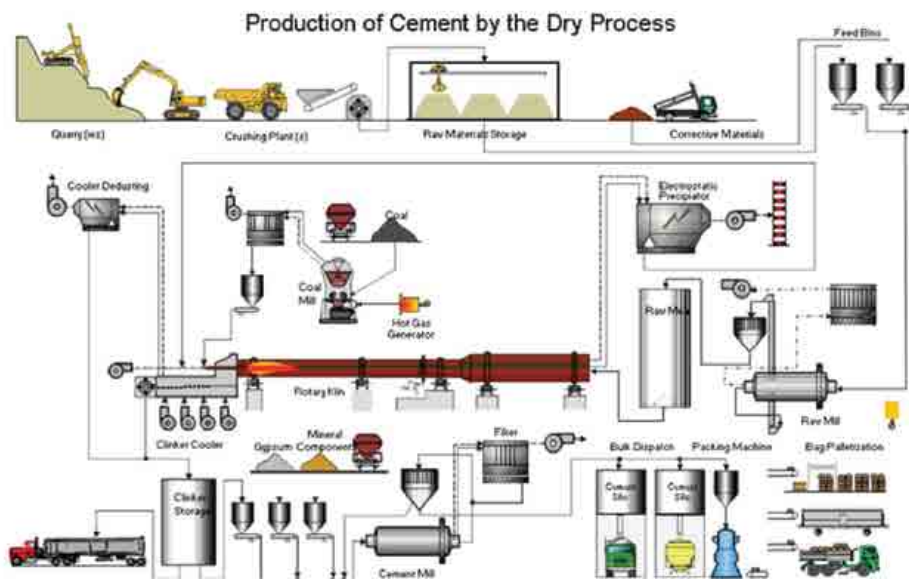 Production of Cement by the Dry Process
Feed Bins
Quarry (ies)
Crushing Plant (s)
Raw Materials Storage
Corrective Materials
Cooler Dedusting
Coal
Electrostatic
Precipitator
Coal
Mill
Hot Gas
Generator
Raw
Rotary Kiln
Raw Mill
Clinker Cooler
Mineral
Gypsum Component
Filter
Bulk Dispatch
Packing Machine
Bag Palletization
Clinker
Storage
Cement
Silo
Cement
Silo
Cement Mill